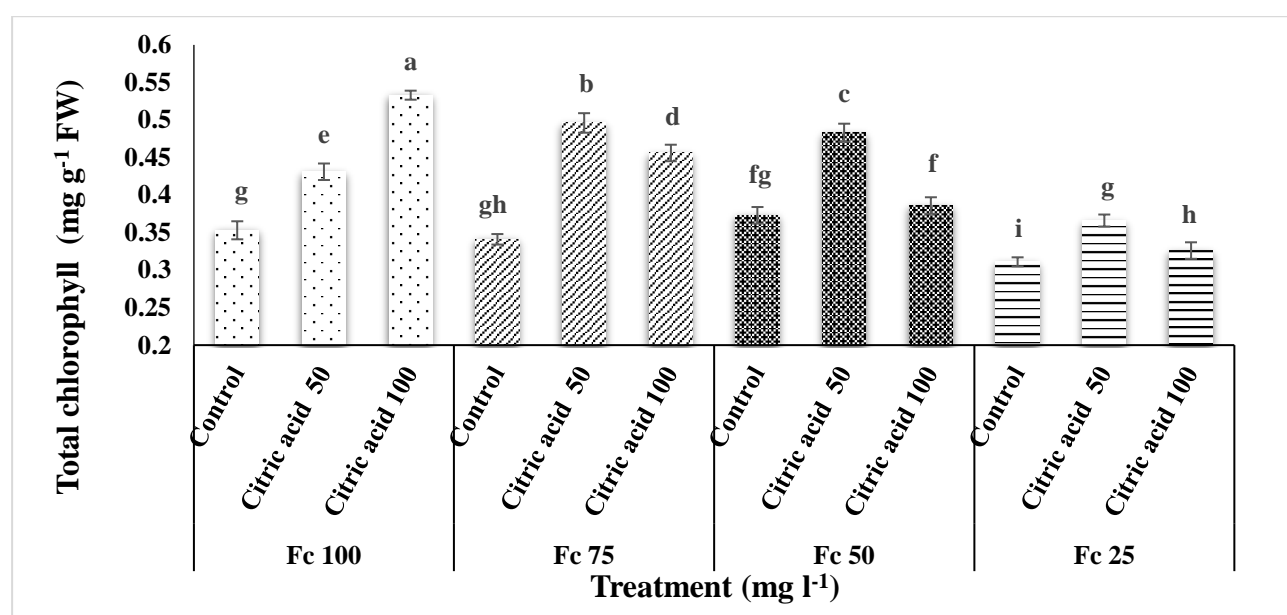 Total chlorophyll (mg g-1 FW)
0.6
0.55
0.5
0.45
0.4
0.35
0.3
0.25
0.2
g
e
a
gh
b
d
fg
c
f
i
g
h
Control
Citric acid 50
Citric acid 100
Control
Citric acid 50
Citric acid 100
Control
Citric acid 50
Citric acid 100
Control
Citric acid 50
Citric acid 100
Fc 100
Fc 75
Fc 50
Fc 25
Treatment (mg l-1)